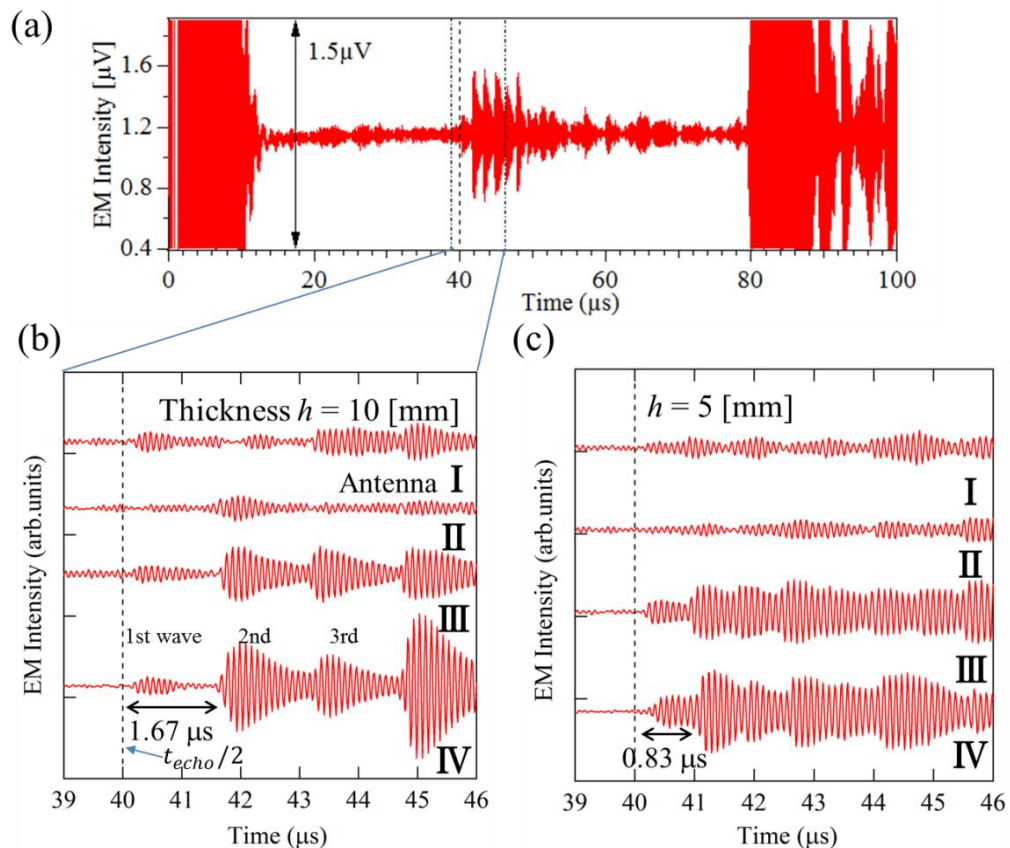 (a)
EM Intensity [μV]
1.6
1.2
0.8
0.4
1.5μV
0 20 40 60 80 100
Time (μs)
(b)
EM Intensity (arb.units)
Thickness h = 10 [mm]
Antenna I
II
III
1st wave 2nd 3rd
1.67 μs
t_echo/2
IV
39 40 41 42 43 44 45 46
Time (μs)
(c)
EM Intensity (arb.units)
h = 5 [mm]
I
II
III
0.83 μs
IV
39 40 41 42 43 44 45 46
Time (μs)